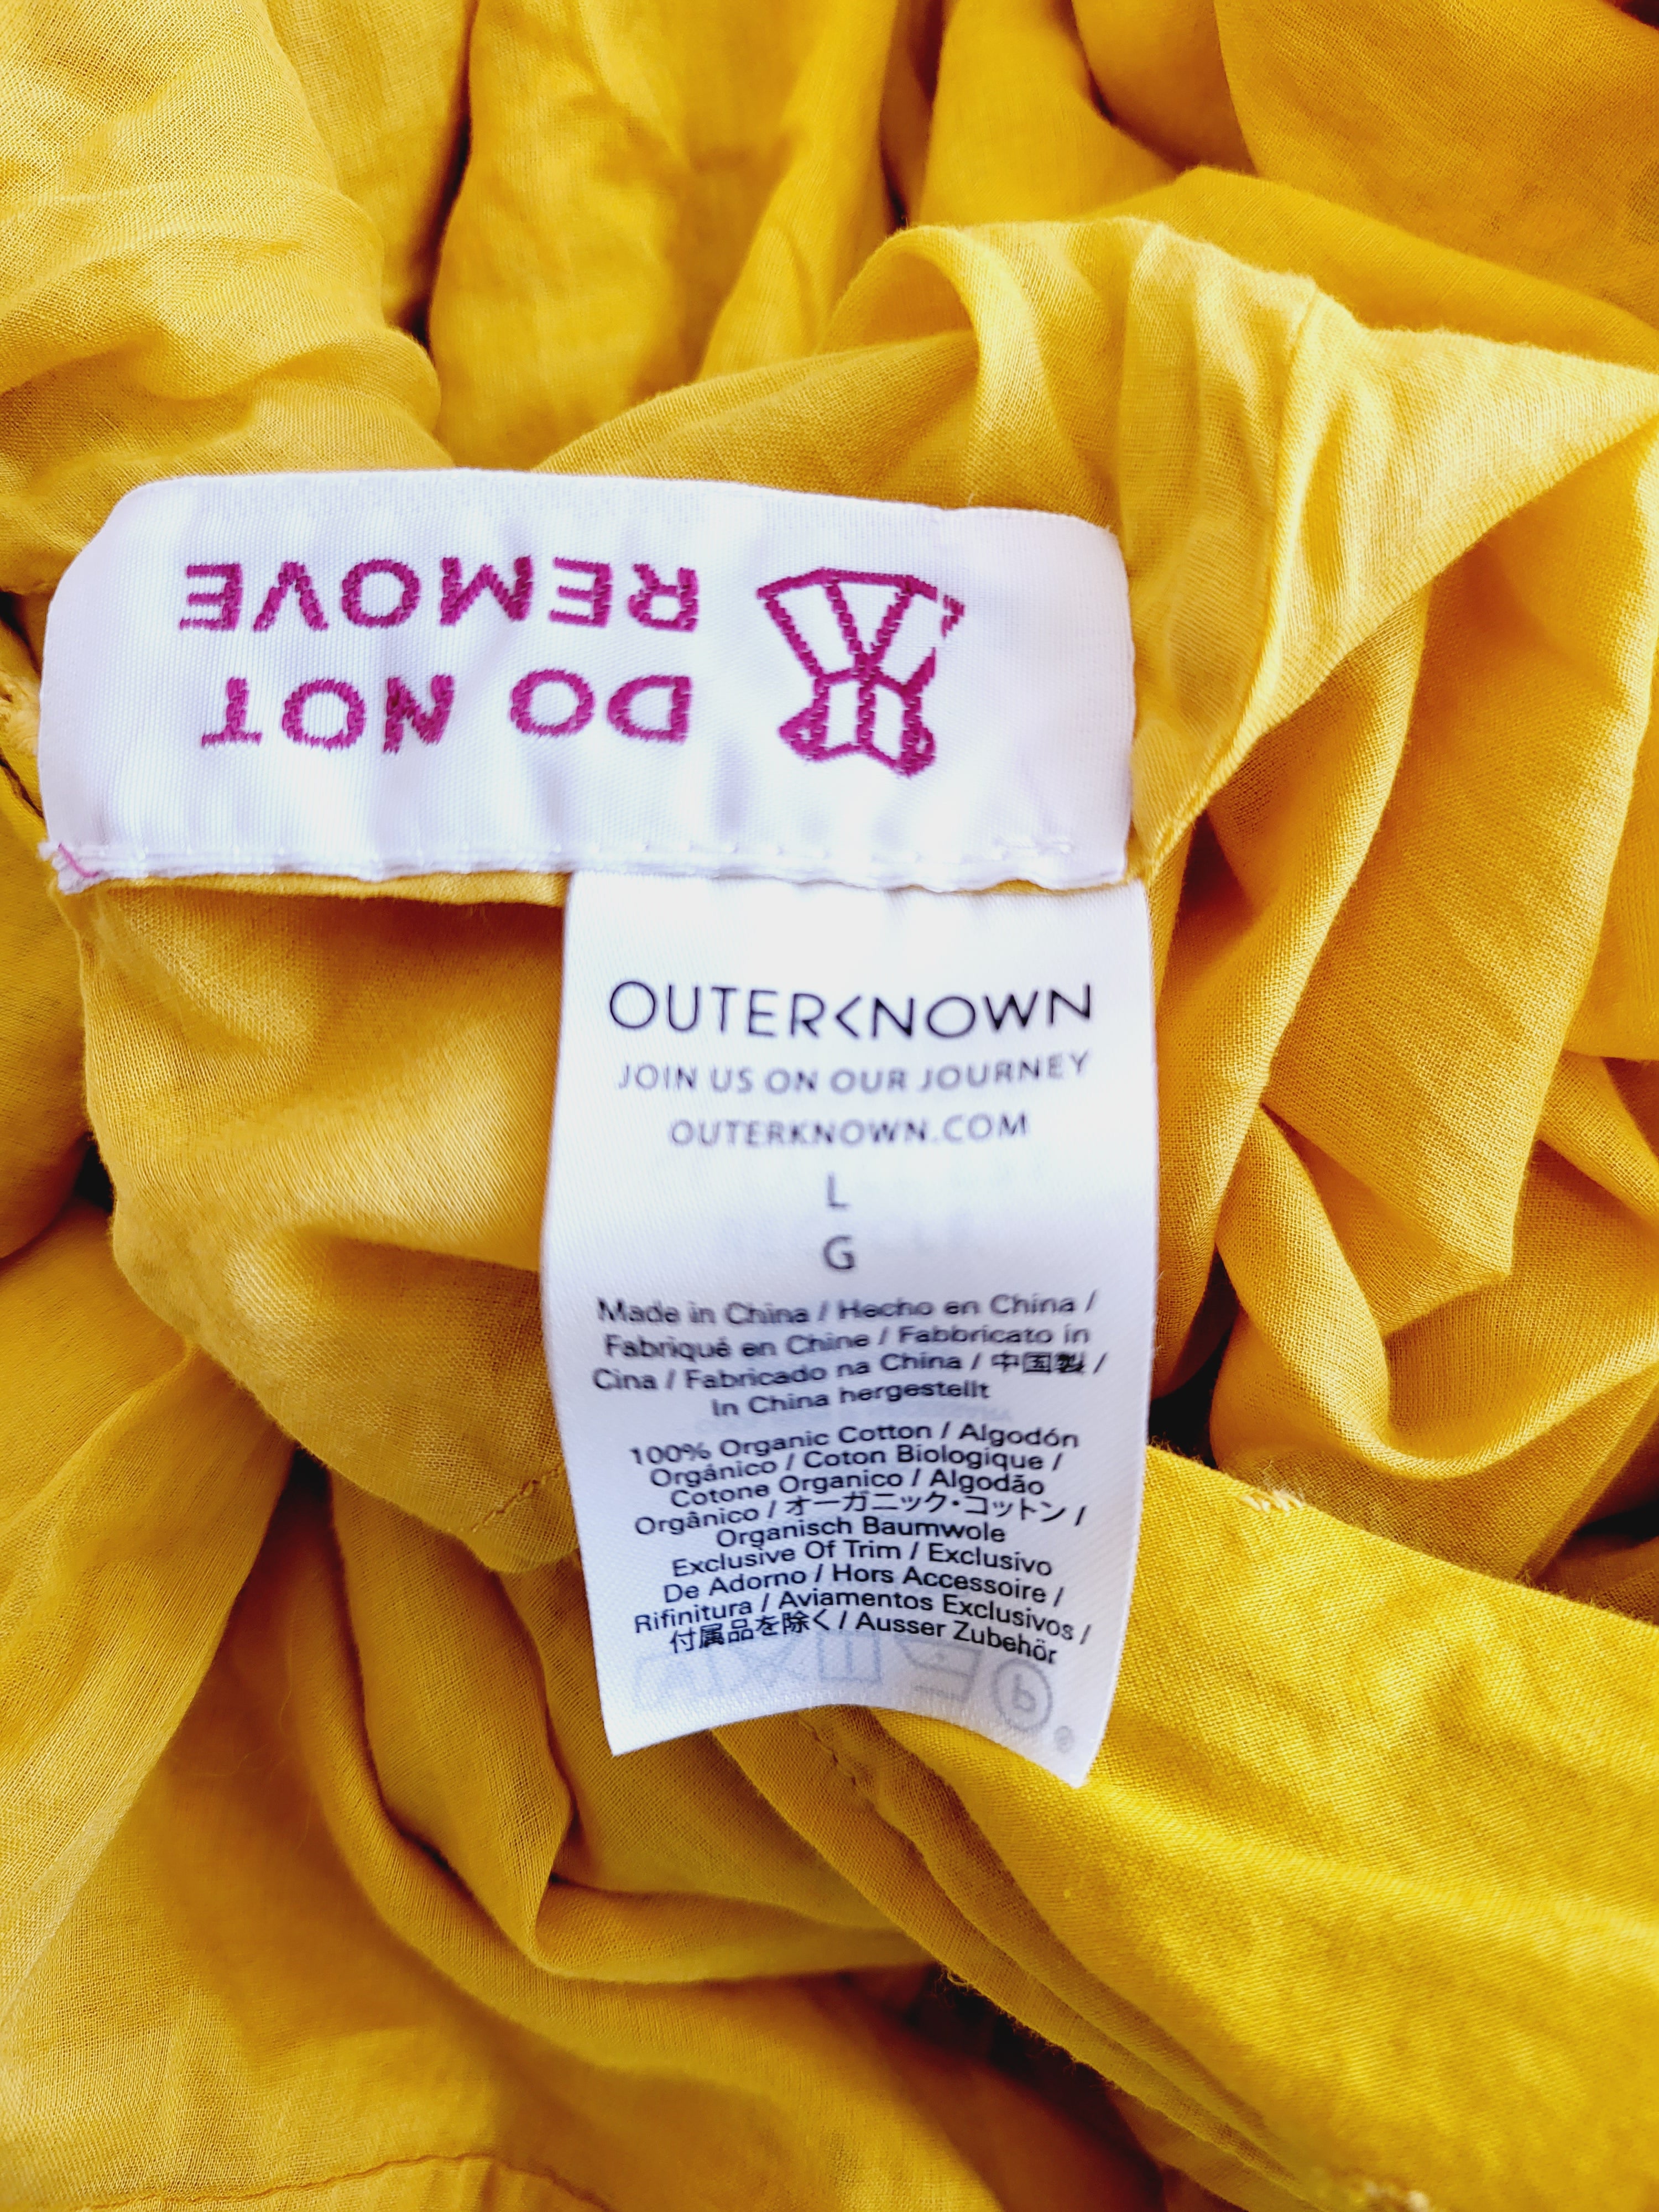 DO NOT
REMOVE
OUTERKNOWN
JOIN US ON OUR JOURNEY
OUTERKNOWN.COM
L
G
Made in China / Hecho en China /
Fabriqué en Chine / Fabbricato in
Cina / Fabricado na China / 中国製 /
In China hergestellt
100% Organic Cotton / Algodón
Orgánico / Coton Biologique /
Cotone Organico / Algodão
Orgânico / オーガニック・コットン /
Organisch Baumwole
Exclusive Of Trim / Exclusivo
De Adorno / Hors Accessoire /
Rifinitura / Aviamentos Exclusivos /
付属品を除く / Ausser Zubehör